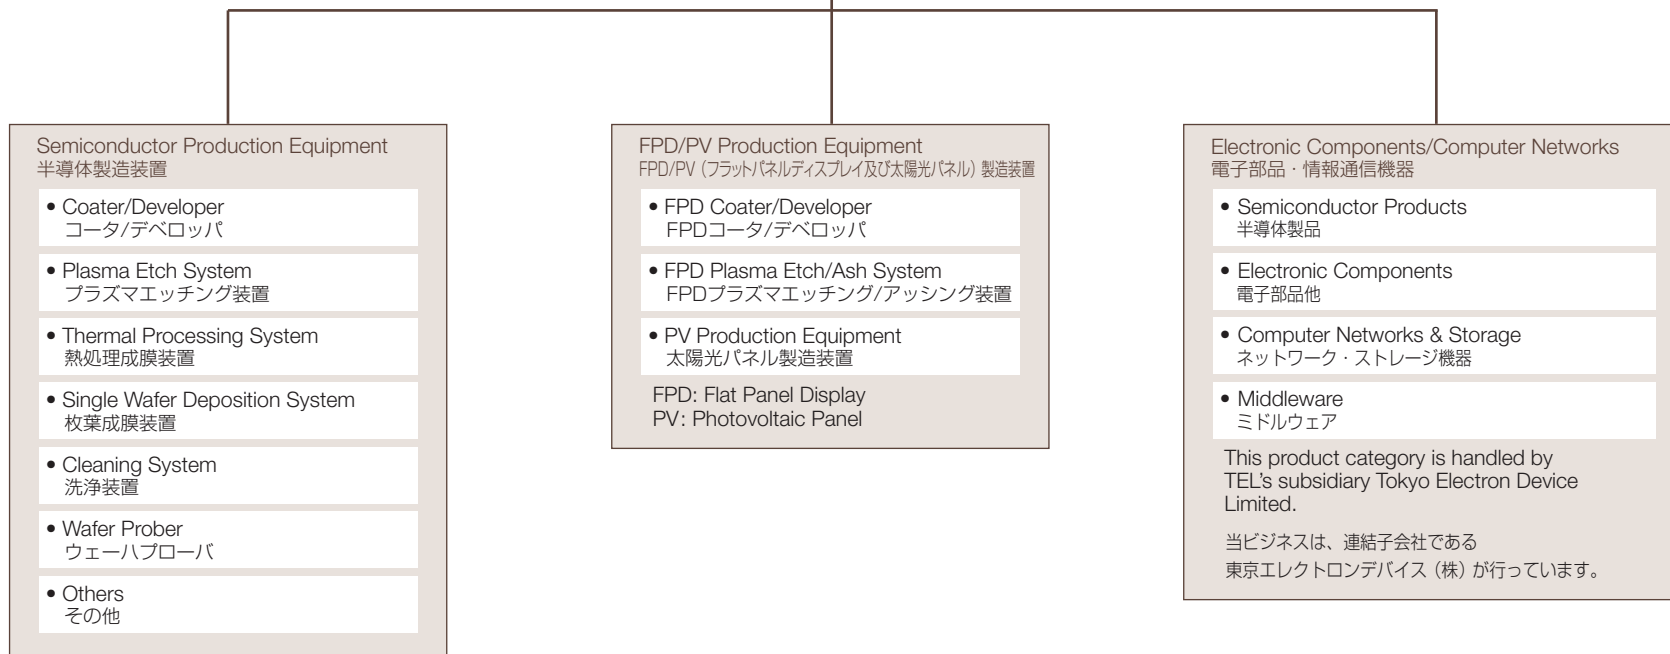 Semiconductor Production Equipment
半導体製造装置
• Coater/Developer
コータ/デベロッパ
• Plasma Etch System
プラズマエッチング装置
• Thermal Processing System
熱処理成膜装置
• Single Wafer Deposition System
枚葉成膜装置
• Cleaning System
洗浄装置
• Wafer Prober
ウェーハプローバ
• Others
その他
FPD/PV Production Equipment
FPD/PV（フラットパネルディスプレイ及び太陽光パネル）製造装置
• FPD Coater/Developer
FPDコータ/デベロッパ
• FPD Plasma Etch/Ash System
FPDプラズマエッチング/アッシング装置
• PV Production Equipment
太陽光パネル製造装置
FPD: Flat Panel Display
PV: Photovoltaic Panel
Electronic Components/Computer Networks
電子部品・情報通信機器
• Semiconductor Products
半導体製品
• Electronic Components
電子部品他
• Computer Networks & Storage
ネットワーク・ストレージ機器
• Middleware
ミドルウェア
This product category is handled by
TEL's subsidiary Tokyo Electron Device
Limited.
当ビジネスは、連結子会社である
東京エレクトロンデバイス（株）が行っています。